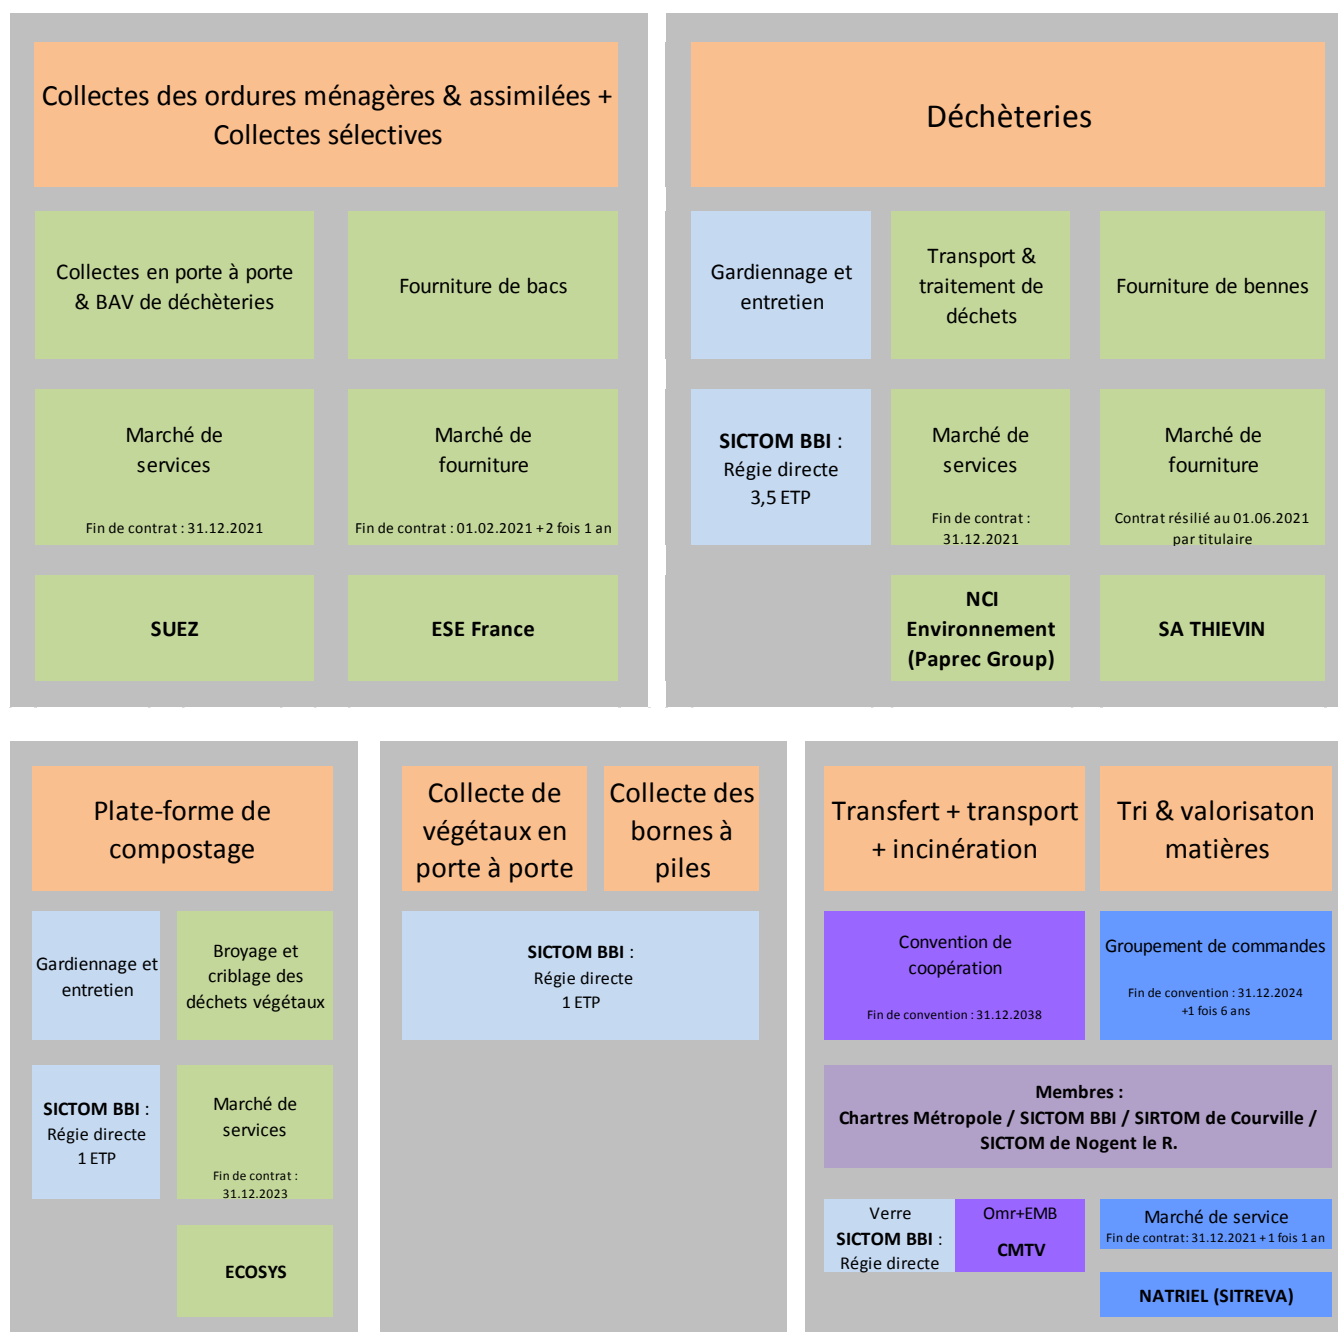 Collectes des ordures ménagères & assimilées +
Collectes sélectives
Collectes en porte à porte
& BAV de déchèteries
Fourniture de bacs
Marché de
services
Fin de contrat : 31.12.2021
Marché de
fourniture
Fin de contrat : 01.02.2021 + 2 fois 1 an
SUEZ
ESE France
Déchèteries
Gardiennage et
entretien
Transport &
traitement de
déchets
Fourniture de bennes
SICTOM BBI :
Régie directe
3,5 ETP
Marché de
services
Fin de contrat :
31.12.2021
Marché de
fourniture
Contrat résilié au 01.06.2021
par titulaire
NCI
Environnement
(Paprec Group)
SA THIEVIN
Plate-forme de
compostage
Gardiennage et
entretien
Broyage et
criblage des
déchets végétaux
SICTOM BBI :
Régie directe
1 ETP
Marché de
services
Fin de contrat :
31.12.2023
ECOSYS
Collecte de
végétaux en
porte à porte
Collecte des
bornes à
piles
SICTOM BBI :
Régie directe
1 ETP
Transfert + transport
+ incinération
Tri & valorisaton
matières
Convention de
coopération
Fin de convention : 31.12.2038
Groupement de commandes
Fin de convention : 31.12.2024
+1 fois 6 ans
Membres :
Chartres Métropole / SICTOM BBI / SIRTOM de Courville /
SICTOM de Nogent le R.
Verre
SICTOM BBI :
Régie directe
Omr+EMB
CMTV
Marché de service
Fin de contrat: 31.12.2021 + 1 fois 1 an
NATRIEL (SITREVA)